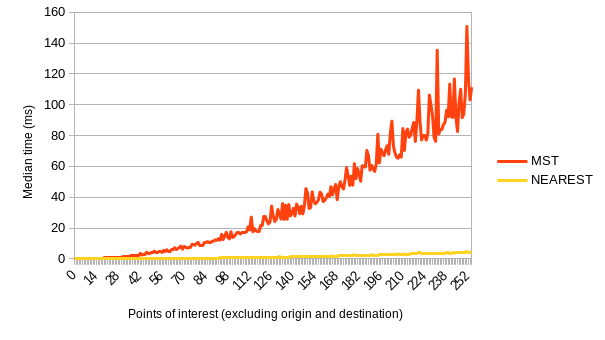 160
140
120
100
80
60
40
20
0
Median time (ms)
0 14 28 42 56 70 84 98 112 126 140 154 168 182 196 210 224 238 252
Points of interest (excluding origin and destination)
MST
NEAREST